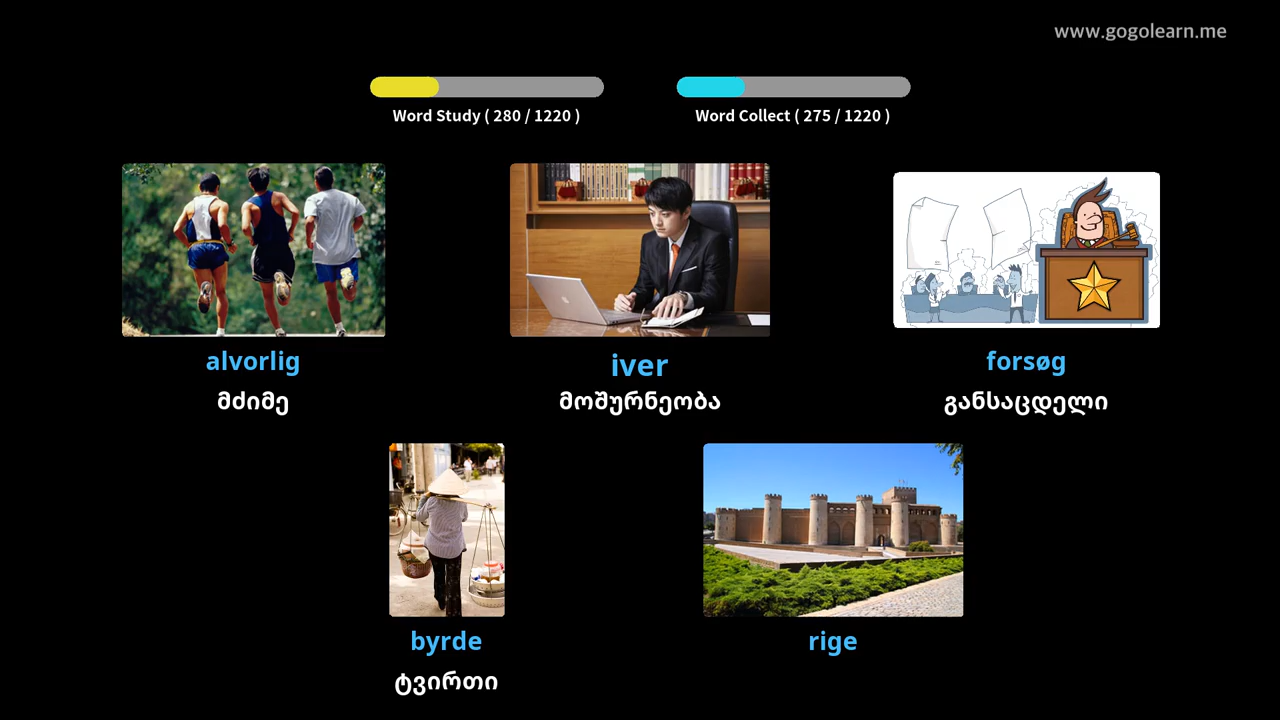 www.gogolearn.me
Word Study ( 280 / 1220 )
Word Collect ( 275 / 1220 )
alvorlig
მძიმე
iver
მოშურნეობა
forsøg
განსაცდელი
byrde
ტვირთი
rige